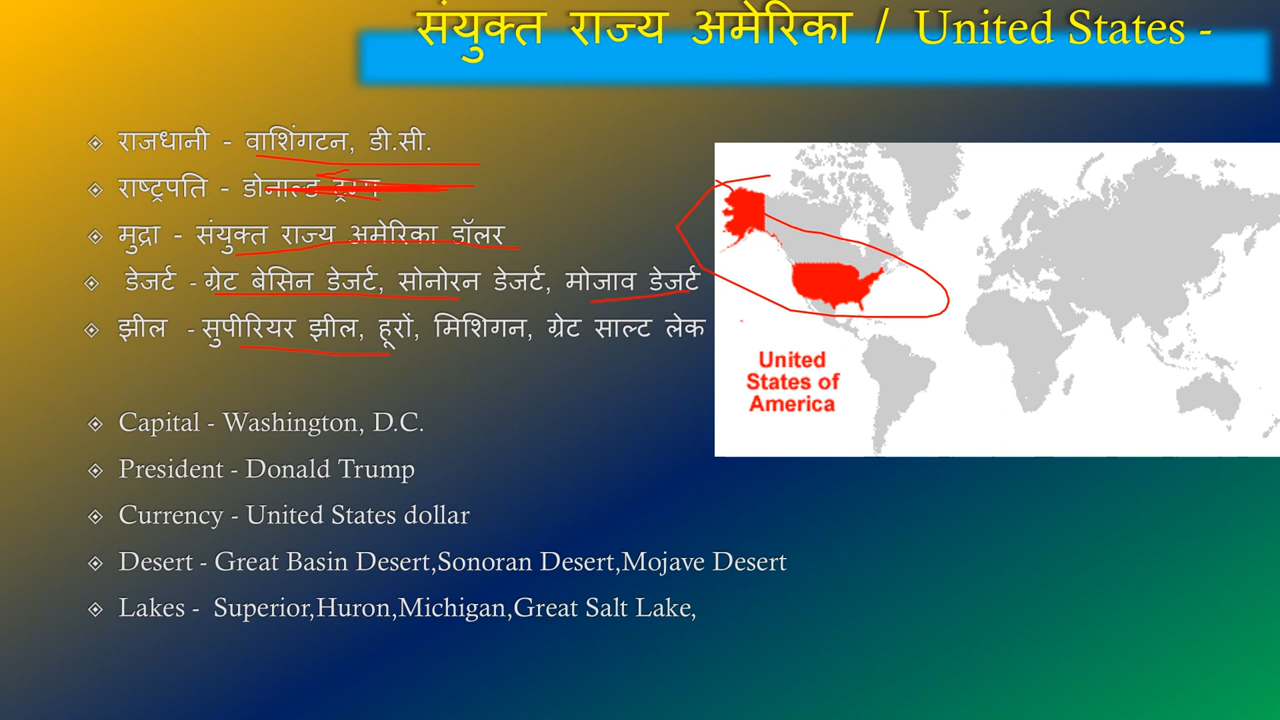 संयुक्त राज्य अमेरिका / United States -
राजधानी - वाशिंगटन, डी.सी.
राष्ट्रपति - डोनाल्ड ट्रम्प
मुद्रा - संयुक्त राज्य अमेरिका डॉलर
डेजर्ट - ग्रेट बेसिन डेजर्ट, सोनोरन डेजर्ट, मोजाव डेजर्ट
झील - सुपीरियर झील, हूरों, मिशिगन, ग्रेट साल्ट लेक
United
States of
America
Capital - Washington, D.C.
President - Donald Trump
Currency - United States dollar
Desert - Great Basin Desert,Sonoran Desert,Mojave Desert
Lakes - Superior,Huron,Michigan,Great Salt Lake,